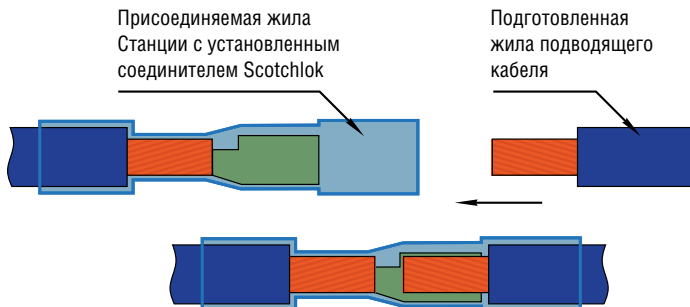 Присоединяемая жила
Станции с установленным
соединителем Scotchlok
Подготовленная
жила подводящего
кабеля